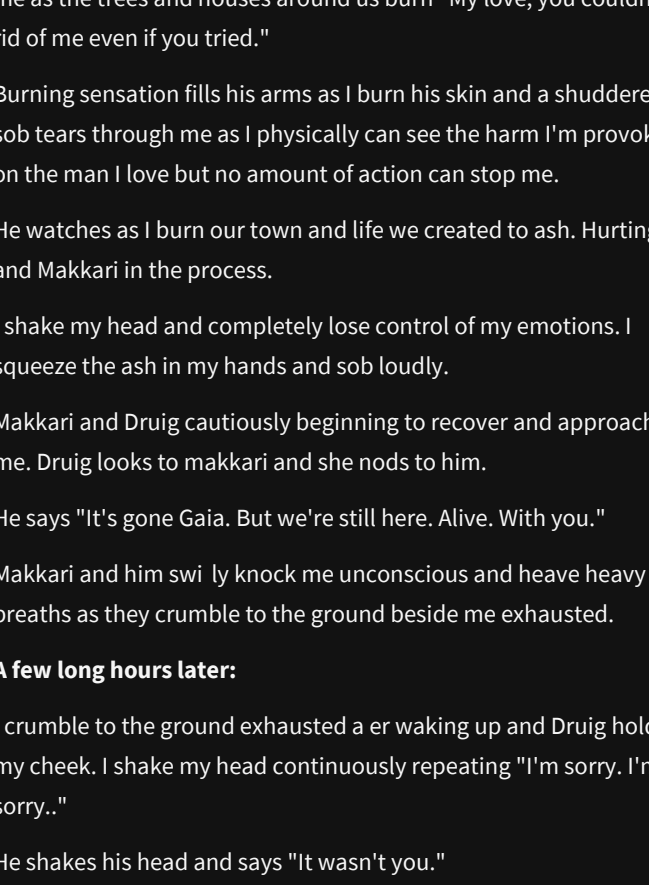 me as the trees and houses around us burn "My love, you couldn
rid of me even if you tried."
Burning sensation fills his arms as I burn his skin and a shuddere
sob tears through me as I physically can see the harm I'm provok
on the man I love but no amount of action can stop me.
He watches as I burn our town and life we created to ash. Hurting
and Makkari in the process.
shake my head and completely lose control of my emotions. I
squeeze the ash in my hands and sob loudly.
Makkari and Druig cautiously beginning to recover and approach
me. Druig looks to makkari and she nods to him.
He says "It's gone Gaia. But we're still here. Alive. With you."
Makkari and him swi ly knock me unconscious and heave heavy
breaths as they crumble to the ground beside me exhausted.
A few long hours later:
crumble to the ground exhausted a er waking up and Druig hold
my cheek. I shake my head continuously repeating "I'm sorry. I'm
sorry.."
He shakes his head and says "It wasn't you."